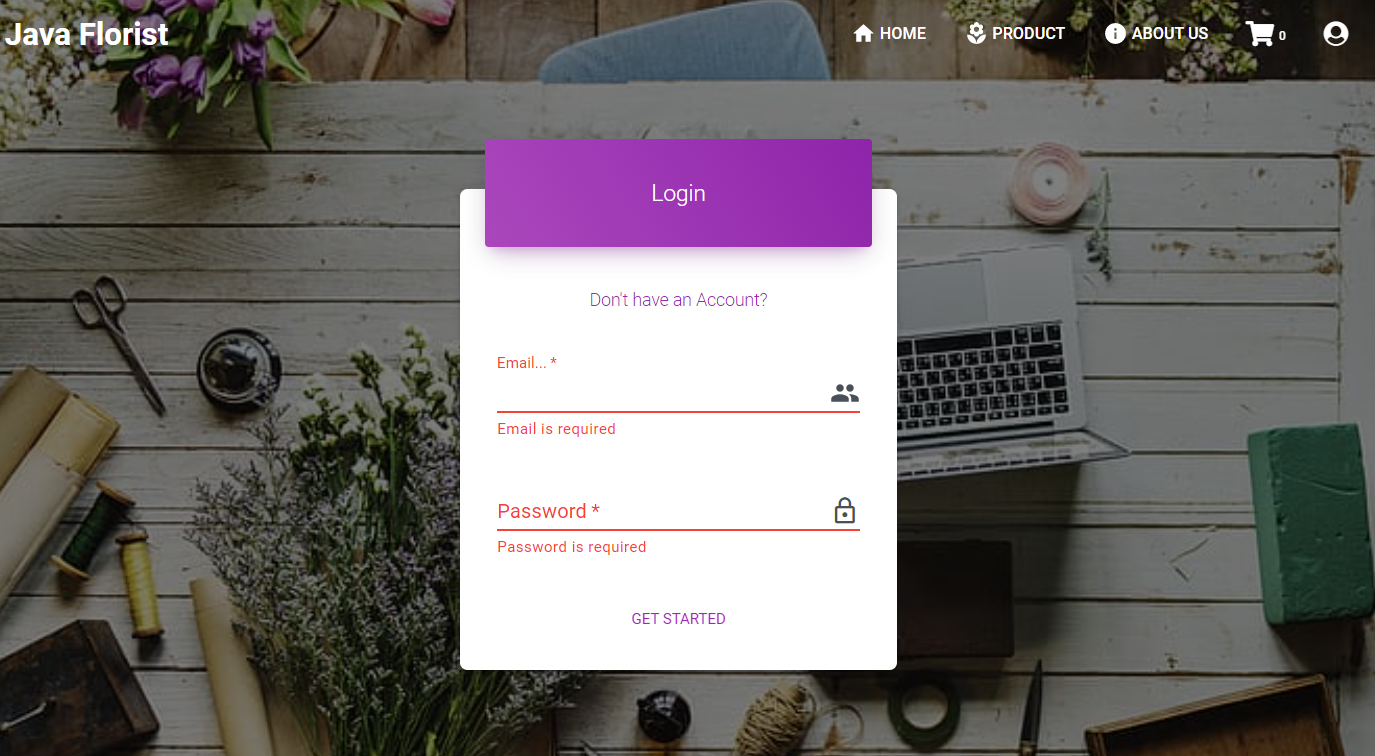 Java Florist
HOME
PRODUCT
ABOUT US
0
Login
Don't have an Account?
Email... *
Email is required
Password *
Password is required
GET STARTED